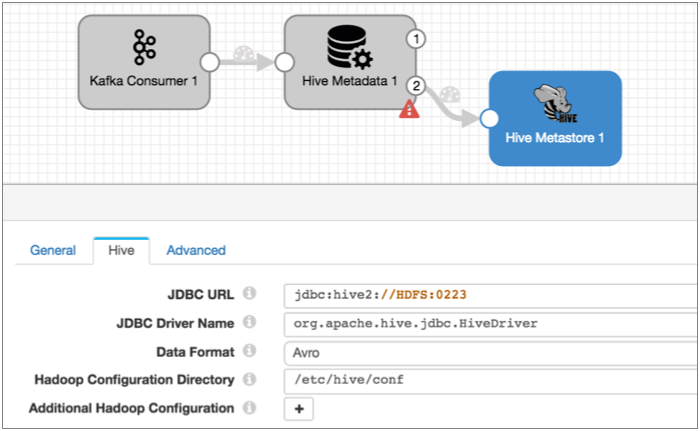 Kafka Consumer 1
Hive Metadata 1
1
2
HIVE
Hive Metastore 1
General Hive Advanced
JDBC URL jdbc:hive2://HDFS:0223
JDBC Driver Name org.apache.hive.jdbc.HiveDriver
Data Format Avro
Hadoop Configuration Directory /etc/hive/conf
Additional Hadoop Configuration +